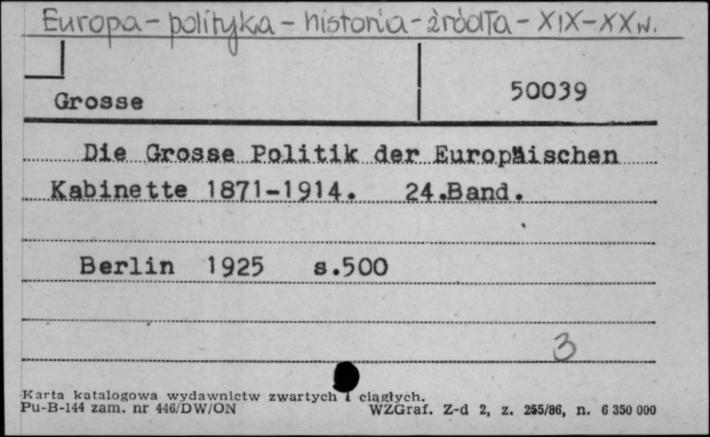 Europa - polityka - historia - źródła - XIX-XX w.
Grosse 50039
Die Grosse Politik der Europäischen
Kabinette 1871-1914. 24.Band.
Berlin 1925 s.500
3
Karta katalogowa wydawnictw zwartych i ciągłych.
Pu-B-144 zam. nr 446/DW/ON WZGraf. Z-d 2, z. 255/86, n. 6 350 000